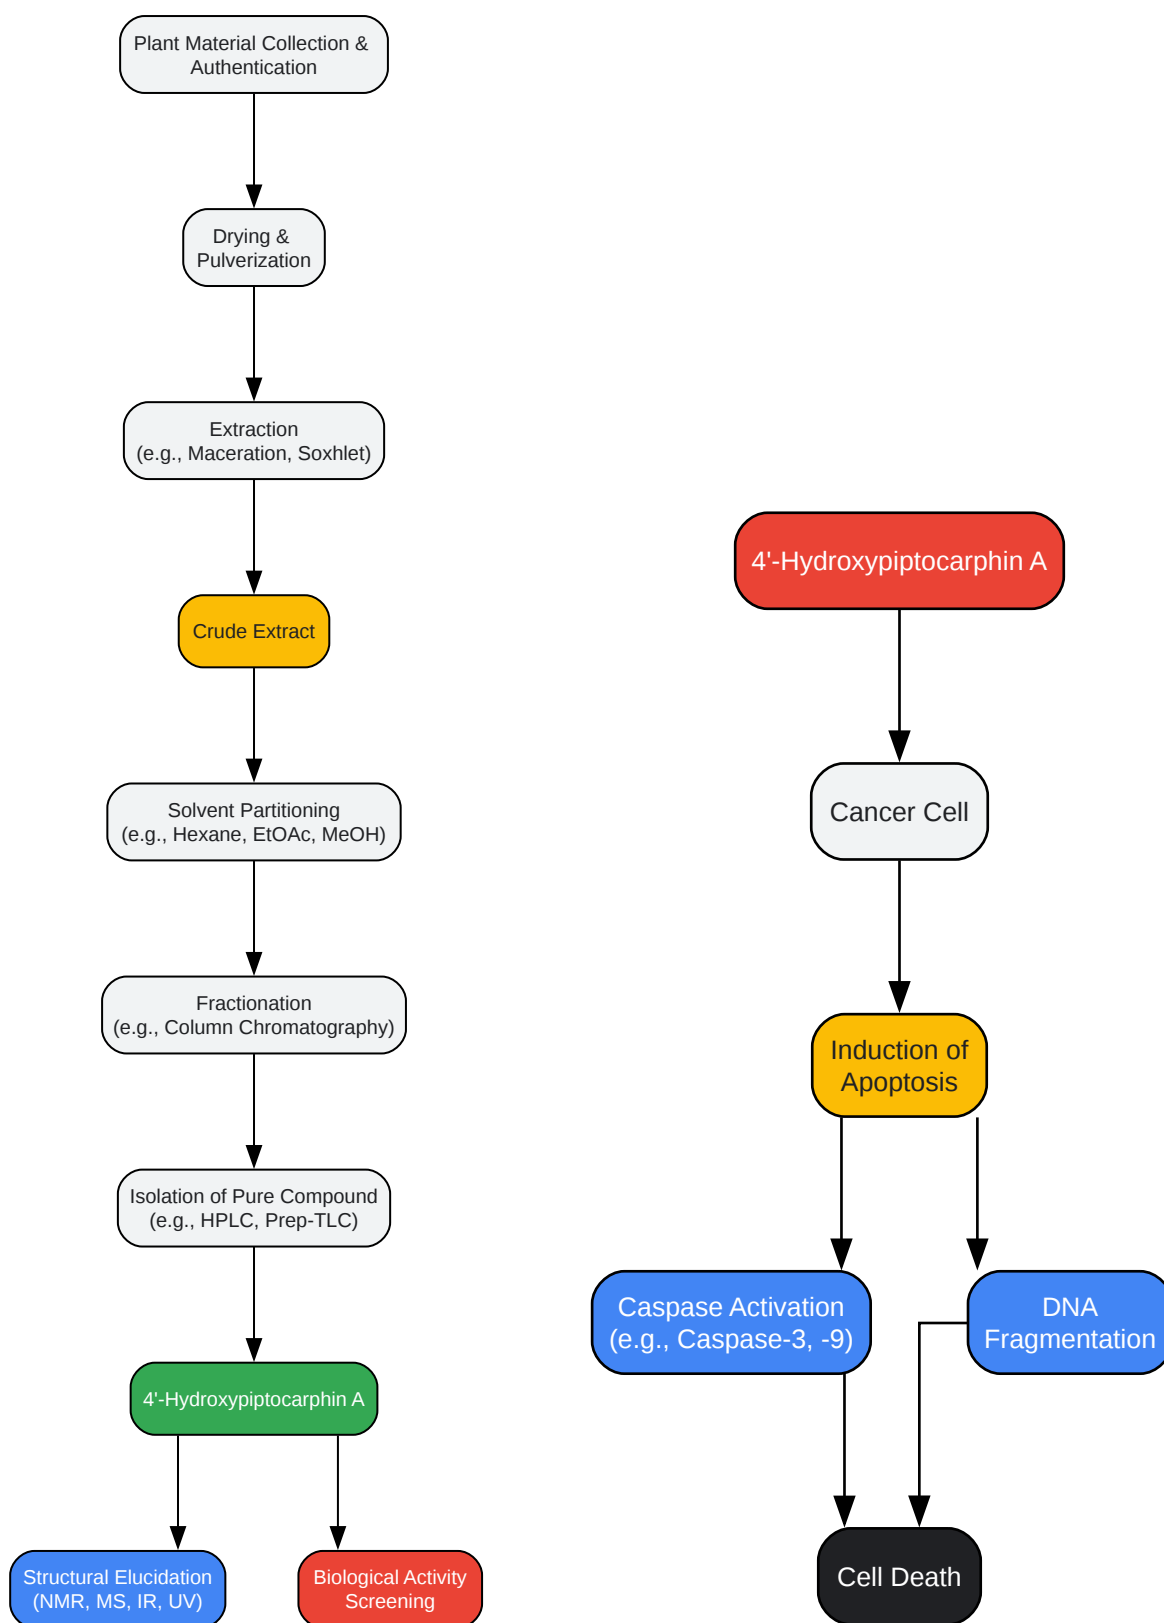 Plant Material Collection &
Authentication
Drying &
Pulverization
Extraction
(e.g., Maceration, Soxhlet)
Crude Extract
Solvent Partitioning
(e.g., Hexane, EtOAc, MeOH)
Fractionation
(e.g., Column Chromatography)
Isolation of Pure Compound
(e.g., HPLC, Prep-TLC)
4'-Hydroxypiptocarphin A
Structural Elucidation
(NMR, MS, IR, UV)
Biological Activity
Screening
4'-Hydroxypiptocarphin A
Cancer Cell
Induction of
Apoptosis
Caspase Activation
(e.g., Caspase-3, -9)
DNA
Fragmentation
Cell Death